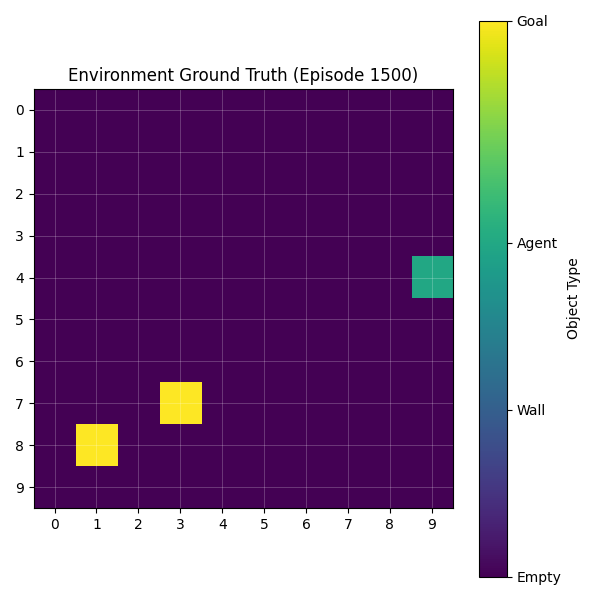 Environment Ground Truth (Episode 1500)
Goal
Agent
Wall
Empty
Object Type
0
1
2
3
4
5
6
7
8
9
0 1 2 3 4 5 6 7 8 9